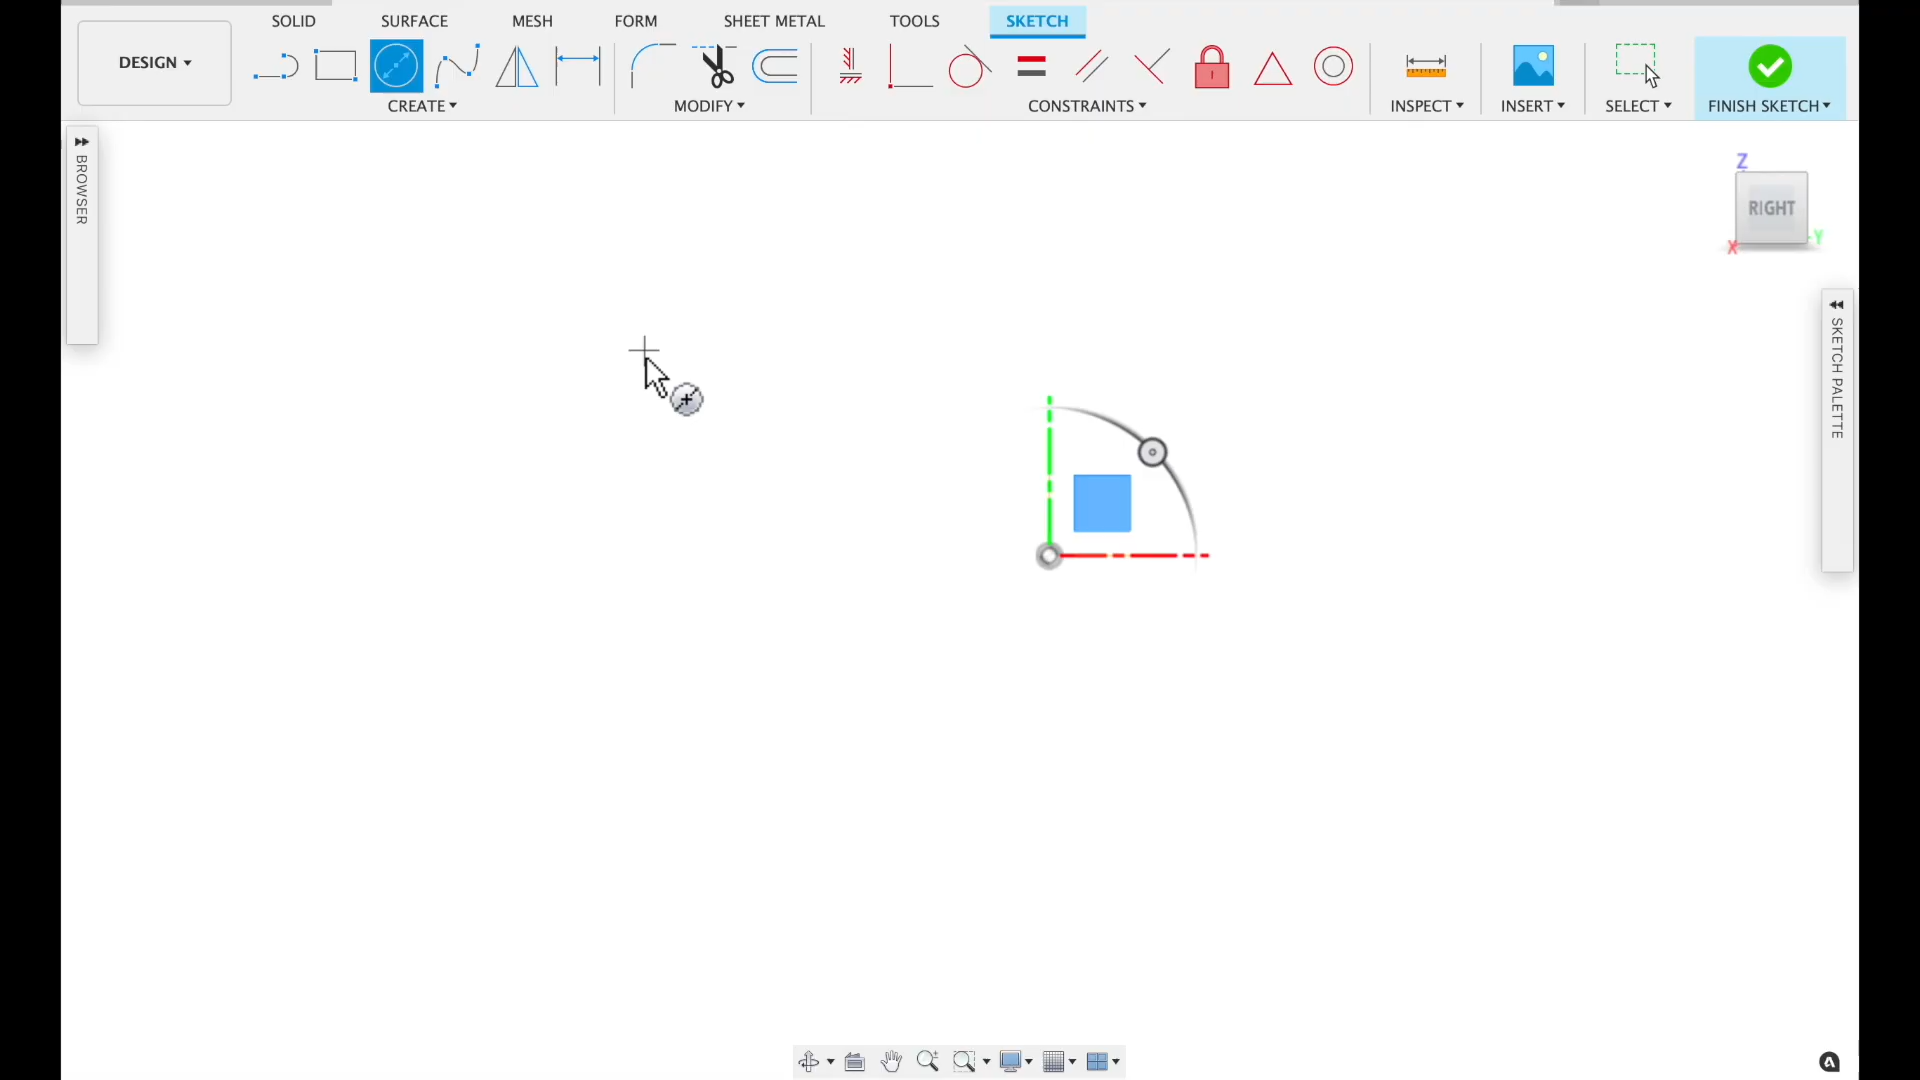 SOLID
SURFACE
MESH
FORM
SHEET METAL
TOOLS
SKETCH
DESIGN
CREATE
MODIFY
CONSTRAINTS
INSPECT
INSERT
SELECT
FINISH SKETCH
BROWSER
Z
RIGHT
X
Y
SKETCH PALETTE